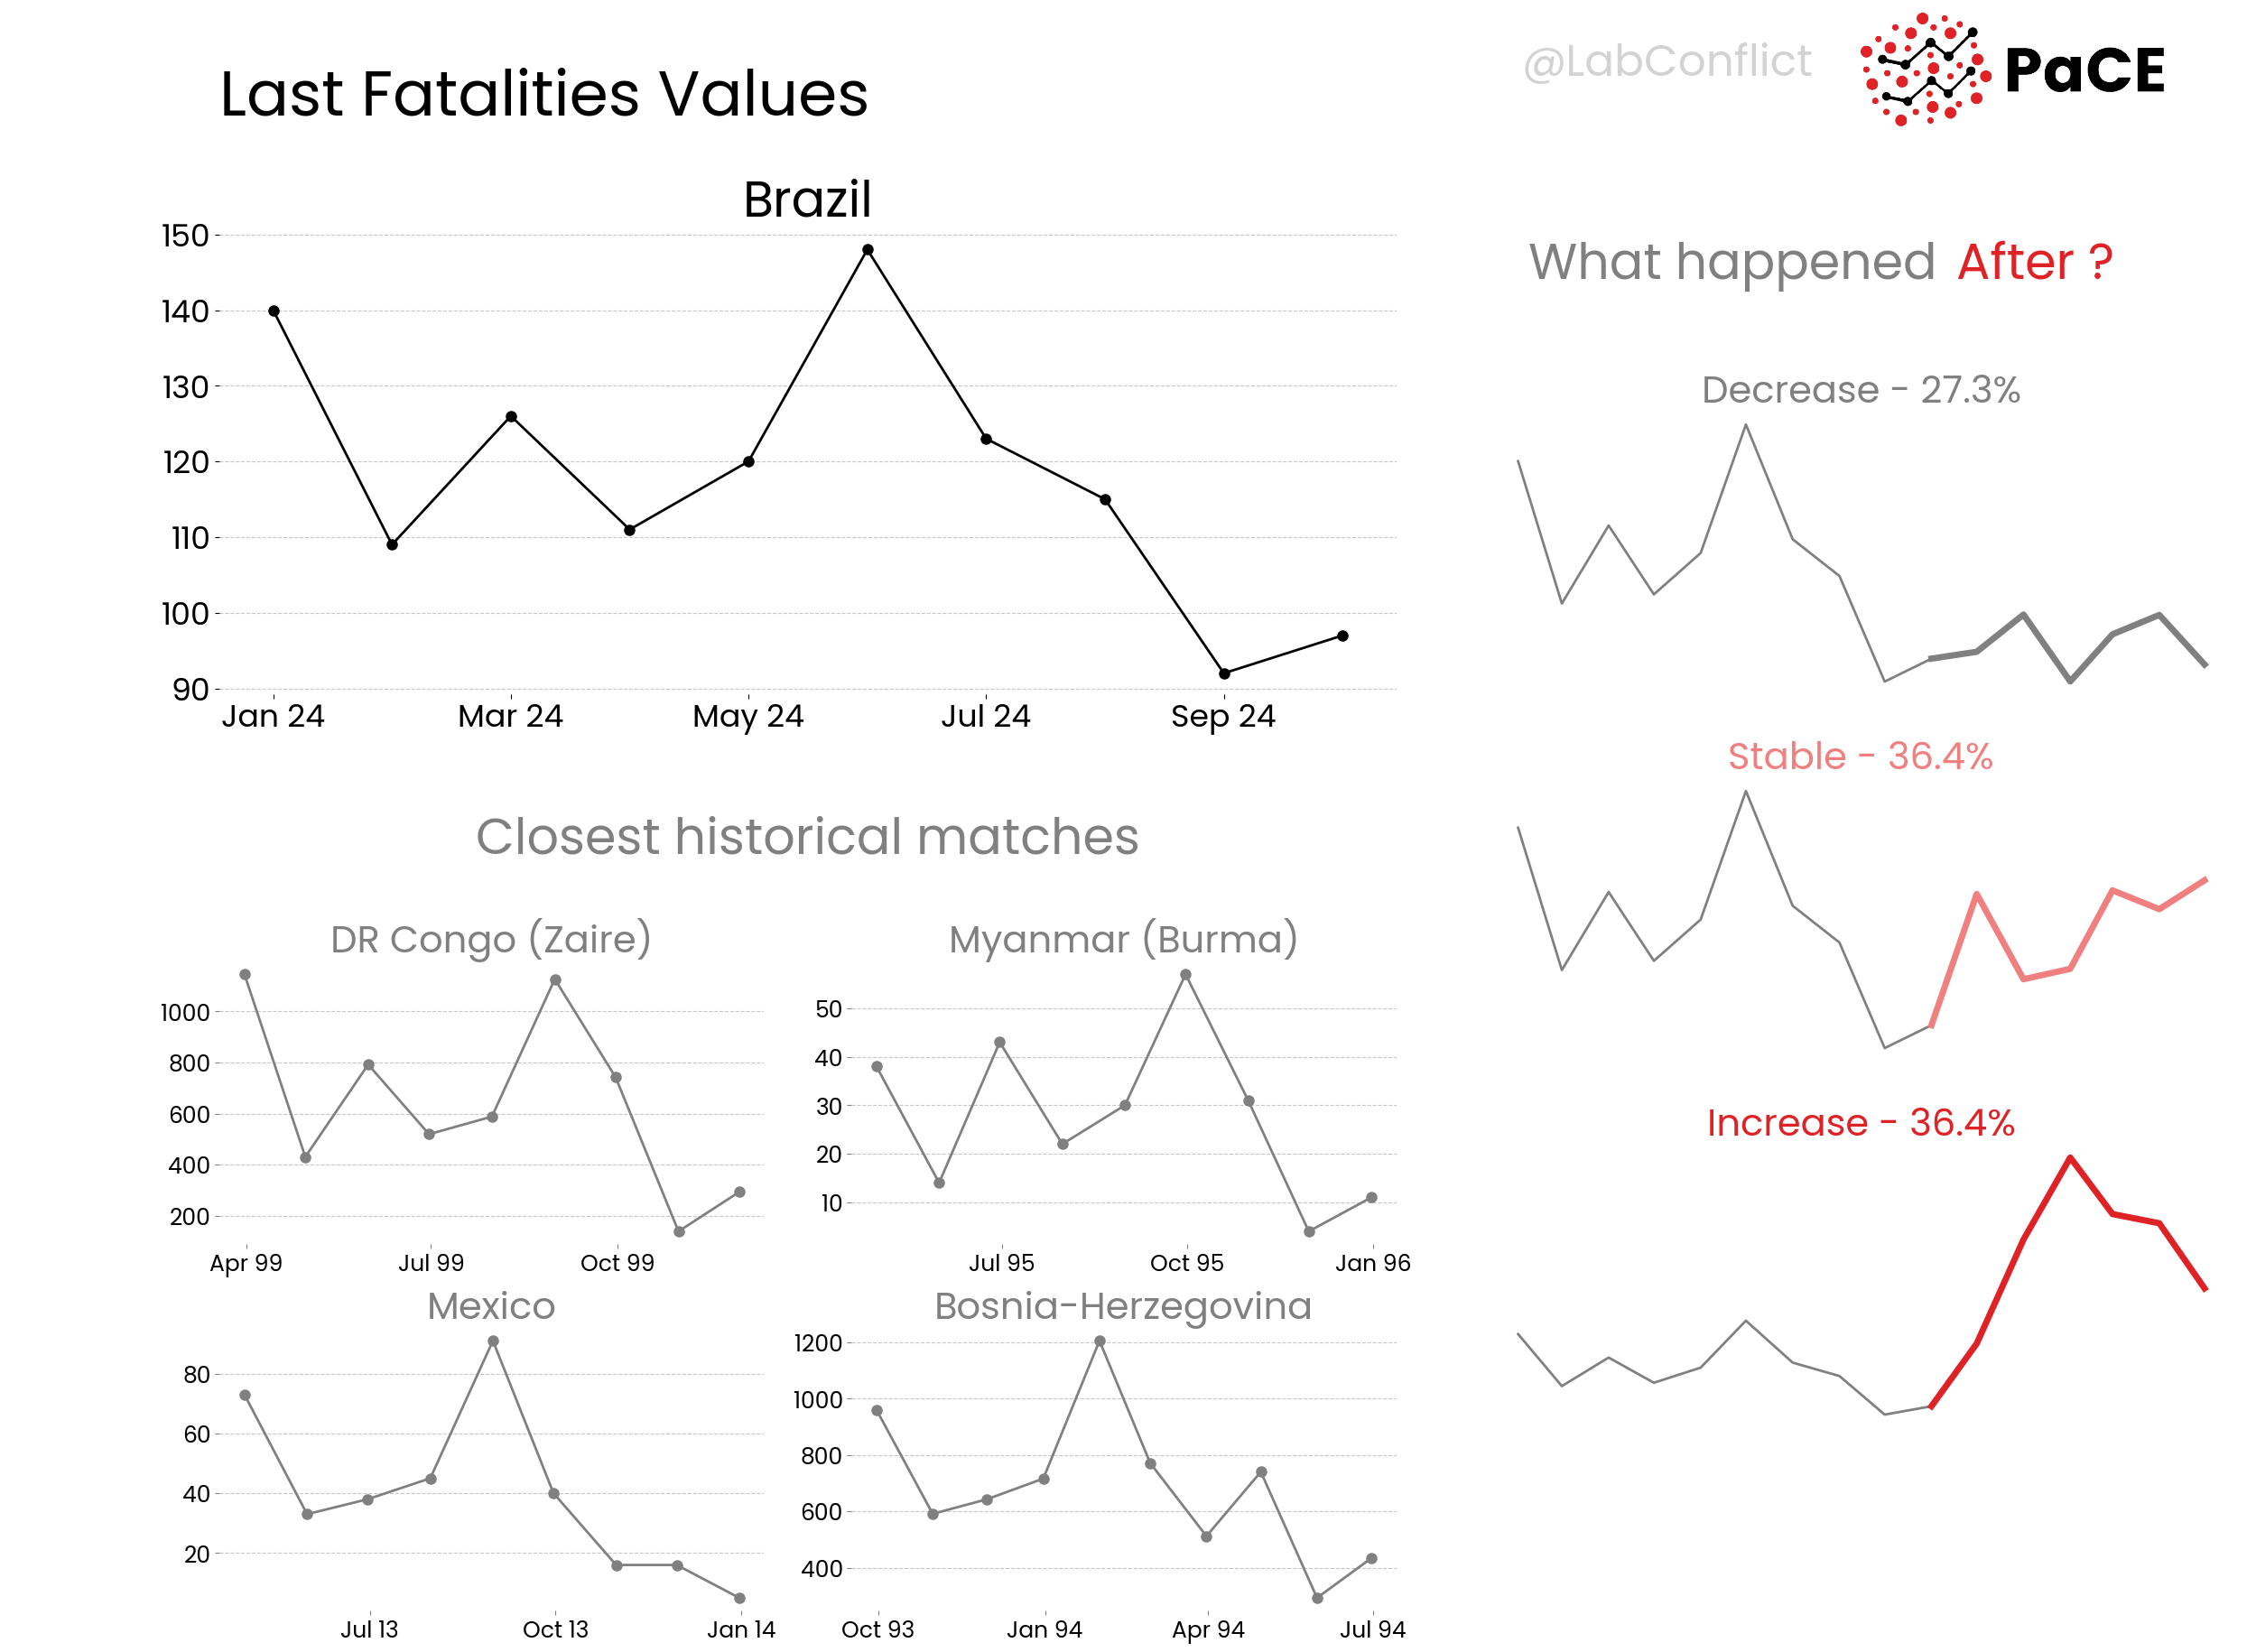 Last Fatalities Values
@LabConflict
PaCE
Brazil
150
140
130
120
110
100
90
Jan 24 Mar 24 May 24 Jul 24 Sep 24
What happened After ?
Decrease - 27.3%
Stable - 36.4%
Increase - 36.4%
Closest historical matches
DR Congo (Zaire)
1000
800
600
400
200
Apr 99 Jul 99 Oct 99
Myanmar (Burma)
50
40
30
20
10
Jul 95 Oct 95 Jan 96
Mexico
80
60
40
20
Jul 13 Oct 13 Jan 14
Bosnia-Herzegovina
1200
1000
800
600
400
Oct 93 Jan 94 Apr 94 Jul 94